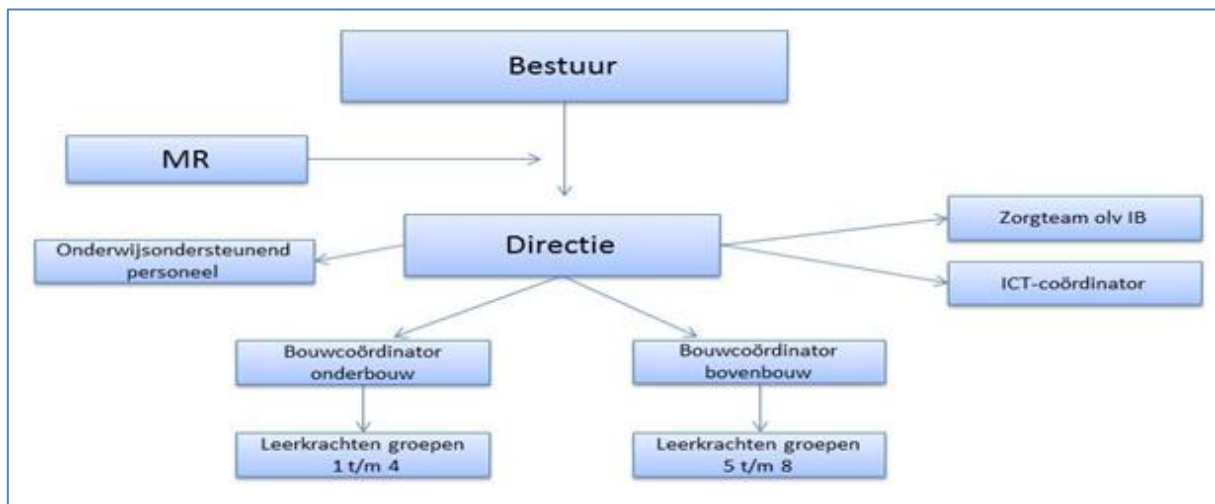 Bestuur
MR
Directie
Zorgteam olv IB
Onderwijsondersteunend
personeel
ICT-coördinator
Bouwcoördinator
onderbouw
Bouwcoördinator
bovenbouw
Leerkrachten groepen
1 t/m 4
Leerkrachten groepen
5 t/m 8